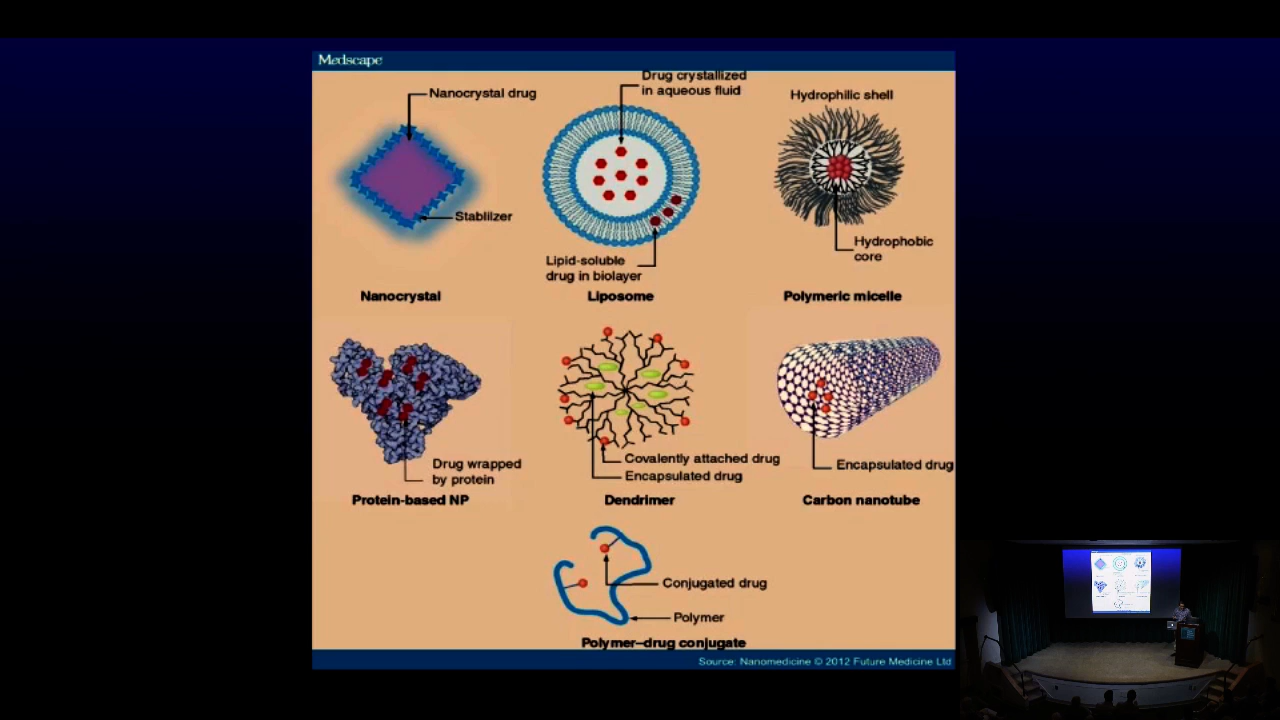 Medscape
Nanocrystal drug
Stablilzer
Nanocrystal
Drug crystallized
in aqueous fluid
Lipid-soluble
drug in biolayer
Liposome
Hydrophilic shell
Hydrophobic
core
Polymeric micelle
Drug wrapped
by protein
Protein-based NP
Covalently attached drug
Encapsulated drug
Dendrimer
Encapsulated drug
Carbon nanotube
Conjugated drug
Polymer
Polymer–drug conjugate
Source: Nanomedicine © 2012 Future Medicine Ltd